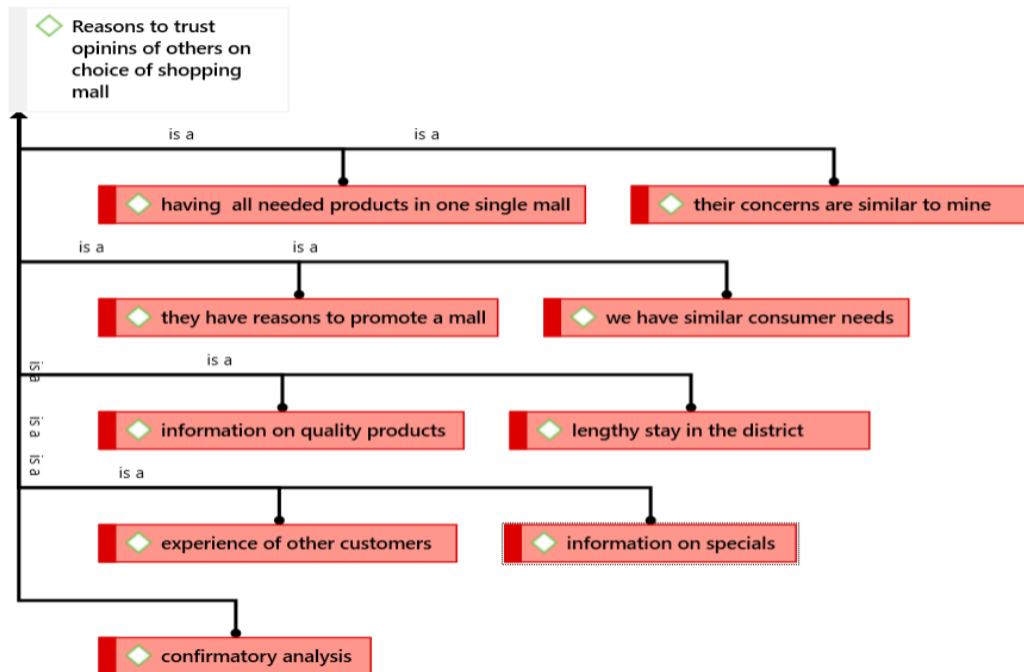 Reasons to trust
opinins of others on
choice of shopping
mall
is a
is a
having all needed products in one single mall
their concerns are similar to mine
is a
is a
they have reasons to promote a mall
we have similar consumer needs
is a
is a
information on quality products
lengthy stay in the district
is a
is a
is a
experience of other customers
information on specials
confirmatory analysis